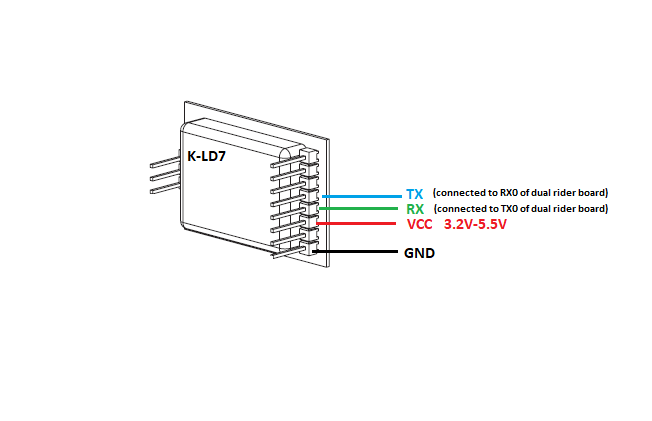 K-LD7
TX (connected to RX0 of dual rider board)
RX (connected to TX0 of dual rider board)
VCC 3.2V-5.5V
GND